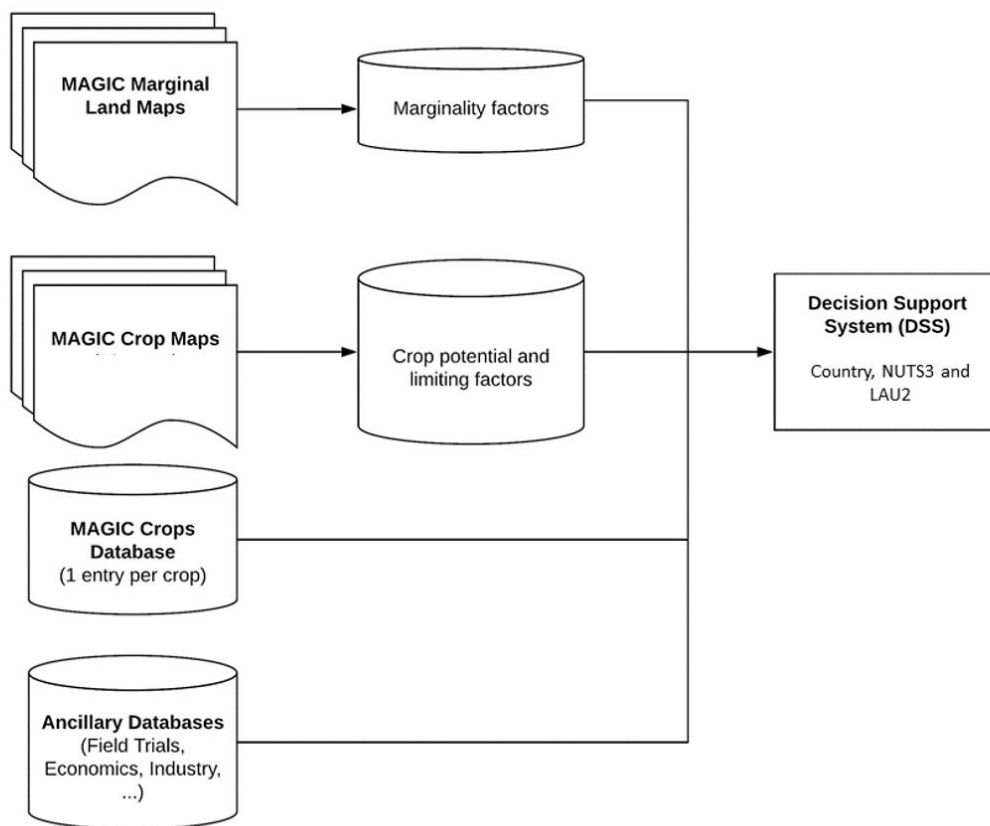 MAGIC Marginal
Land Maps
Marginality factors
MAGIC Crop Maps
Crop potential and
limiting factors
Decision Support
System (DSS)
Country, NUTS3 and
LAU2
MAGIC Crops
Database
(1 entry per crop)
Ancillary Databases
(Field Trials,
Economics, Industry,
...)